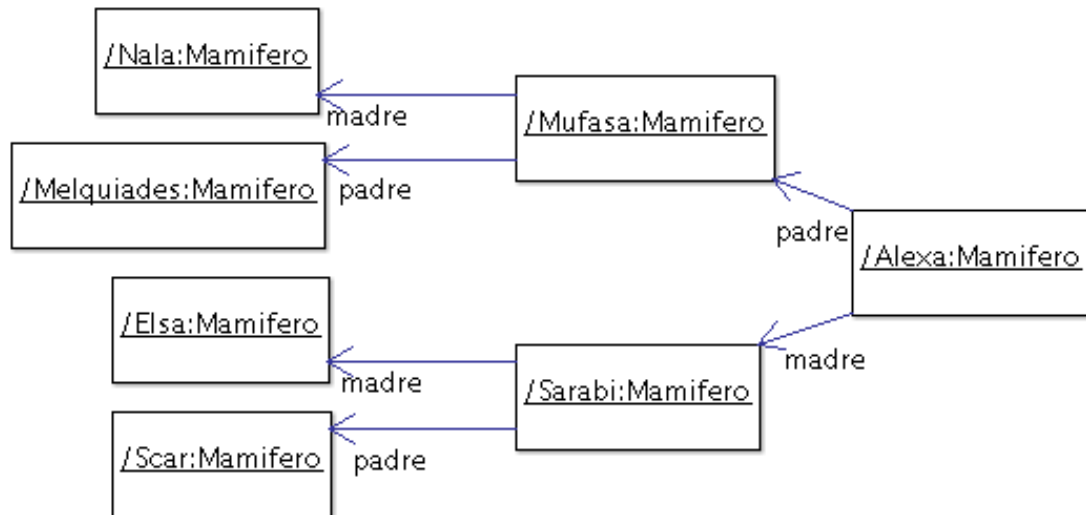 /Nala:Mamifero
madre
/Mufasa:Mamifero
/Melquiades:Mamifero
padre
padre
/Alexa:Mamifero
/Elsa:Mamifero
madre
madre
/Sarabi:Mamifero
/Scar:Mamifero
padre